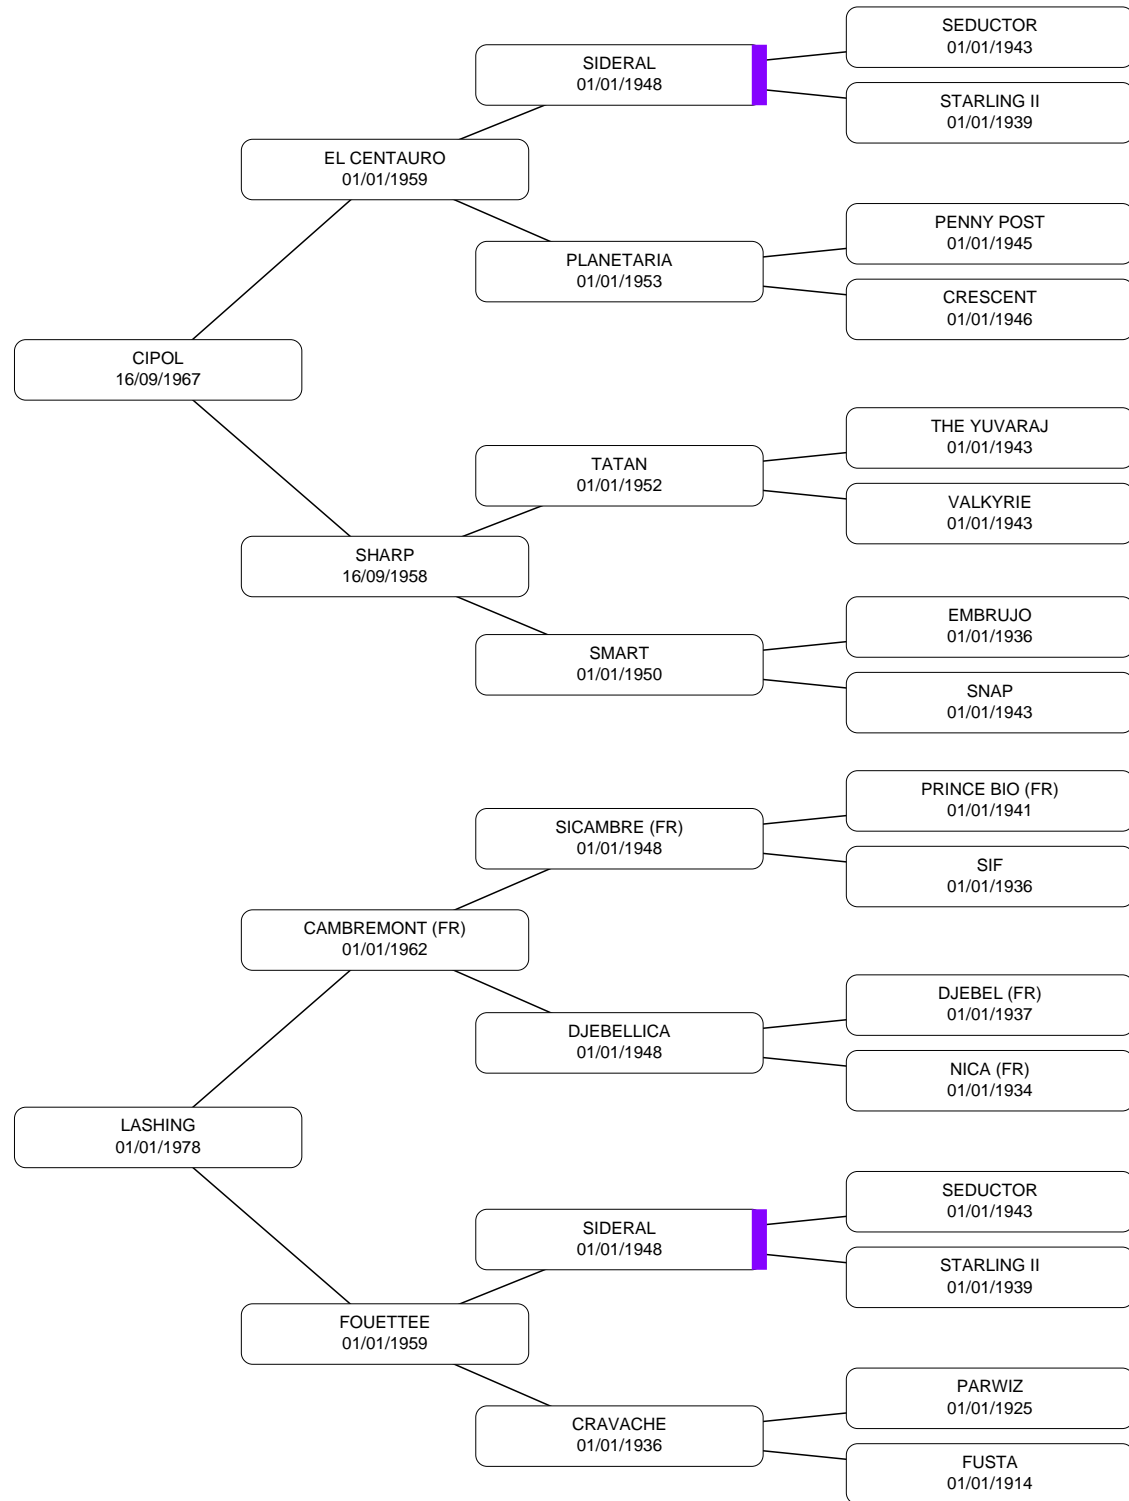 SEDUCTOR
01/01/1943
SIDERAL
01/01/1948
STARLING II
01/01/1939
EL CENTAURO
01/01/1959
PENNY POST
01/01/1945
PLANETARIA
01/01/1953
CRESCENT
01/01/1946
CIPOL
16/09/1967
THE YUVARAJ
01/01/1943
TATAN
01/01/1952
VALKYRIE
01/01/1943
SHARP
16/09/1958
EMBRUJO
01/01/1936
SMART
01/01/1950
SNAP
01/01/1943
PRINCE BIO (FR)
01/01/1941
SICAMBRE (FR)
01/01/1948
SIF
01/01/1936
CAMBREMONT (FR)
01/01/1962
DJEBEL (FR)
01/01/1937
DJEBELLICA
01/01/1948
NICA (FR)
01/01/1934
LASHING
01/01/1978
SEDUCTOR
01/01/1943
SIDERAL
01/01/1948
STARLING II
01/01/1939
FOUETTEE
01/01/1959
PARWIZ
01/01/1925
CRAVACHE
01/01/1936
FUSTA
01/01/1914